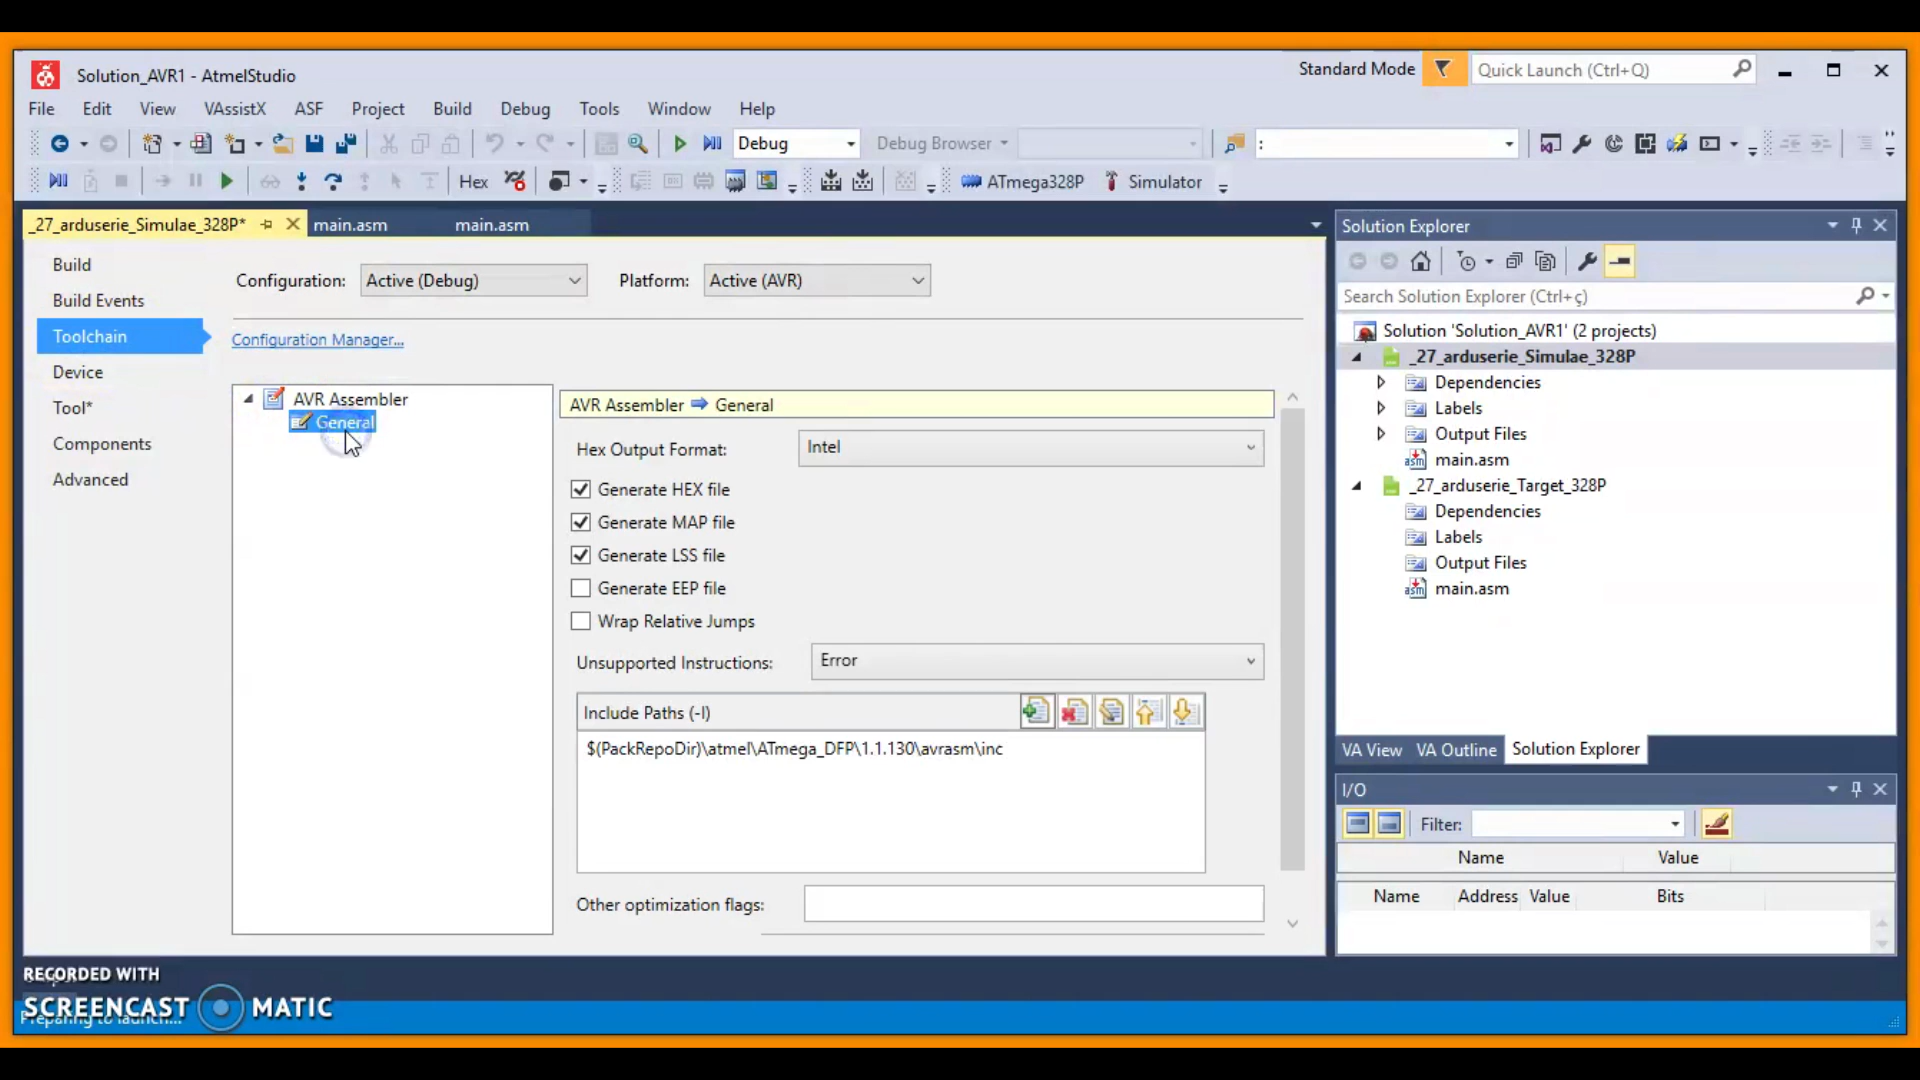 Solution_AVR1 - AtmelStudio
Standard Mode
Quick Launch (Ctrl+Q)
File Edit View VAssistX ASF Project Build Debug Tools Window Help
Debug
Debug Browser
:
Hex
ATmega328P
Simulator
_27_arduserie_Simulae_328P*
main.asm
main.asm
Build
Build Events
Toolchain
Device
Tool*
Components
Advanced
Configuration: Active (Debug)
Platform: Active (AVR)
Configuration Manager...
AVR Assembler
General
AVR Assembler General
Hex Output Format: Intel
Generate HEX file
Generate MAP file
Generate LSS file
Generate EEP file
Wrap Relative Jumps
Unsupported Instructions: Error
Include Paths (-I)
$(PackRepoDir)\atmel\ATmega_DFP\1.1.130\avrasm\inc
Other optimization flags:
Solution Explorer
Search Solution Explorer (Ctrl+ç)
Solution 'Solution_AVR1' (2 projects)
_27_arduserie_Simulae_328P
Dependencies
Labels
Output Files
main.asm
_27_arduserie_Target_328P
Dependencies
Labels
Output Files
main.asm
VA View VA Outline Solution Explorer
I/O
Filter:
Name Value
Name Address Value Bits
RECORDED WITH
SCREENCAST MATIC
Preparing to launch...